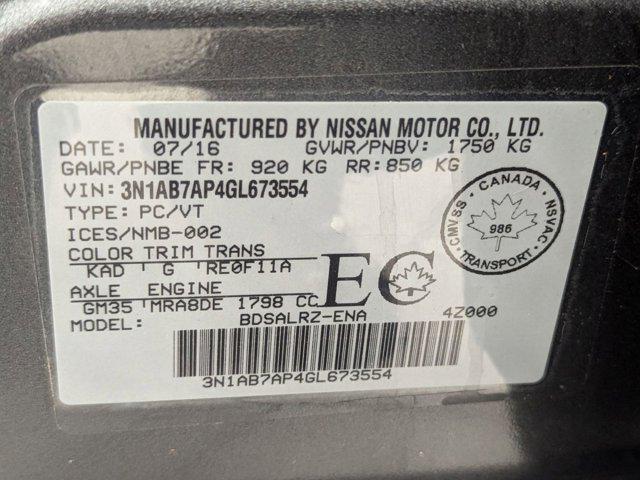 MANUFACTURED BY NISSAN MOTOR CO., LTD.
DATE: 07/16 GVWR/PNBV: 1750 KG
GAWR/PNBE FR: 920 KG RR: 850 KG
VIN: 3N1AB7AP4GL673554
TYPE: PC/VT
ICES/NMB-002
COLOR TRIM TRANS
KAD G RE0F11A
AXLE ENGINE
GM35 MRA8DE 1798 CC
EC
MODEL: BDSALRZ-ENA 4Z000
3N1AB7AP4GL673554
CANADA
CMVSS
NSVAC
986
TRANSPORT